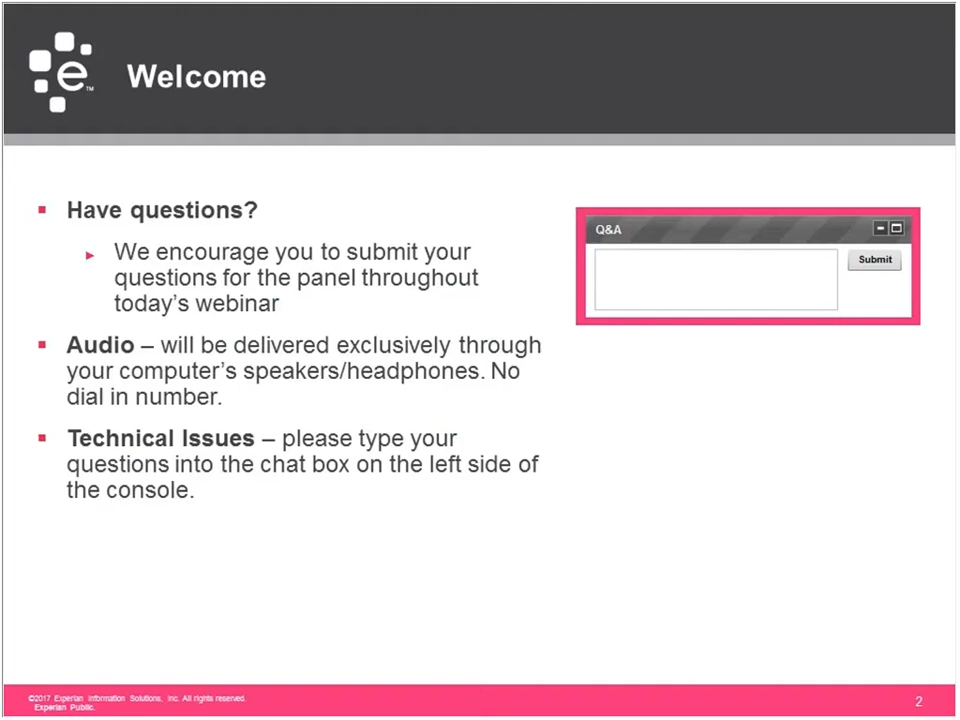 e™
Welcome
Have questions?
We encourage you to submit your
questions for the panel throughout
today's webinar
Audio – will be delivered exclusively through
your computer's speakers/headphones. No
dial in number.
Technical Issues – please type your
questions into the chat box on the left side of
the console.
Q&A
Submit
©2017 Experian Information Solutions, Inc. All rights reserved.
Experian Public.
2